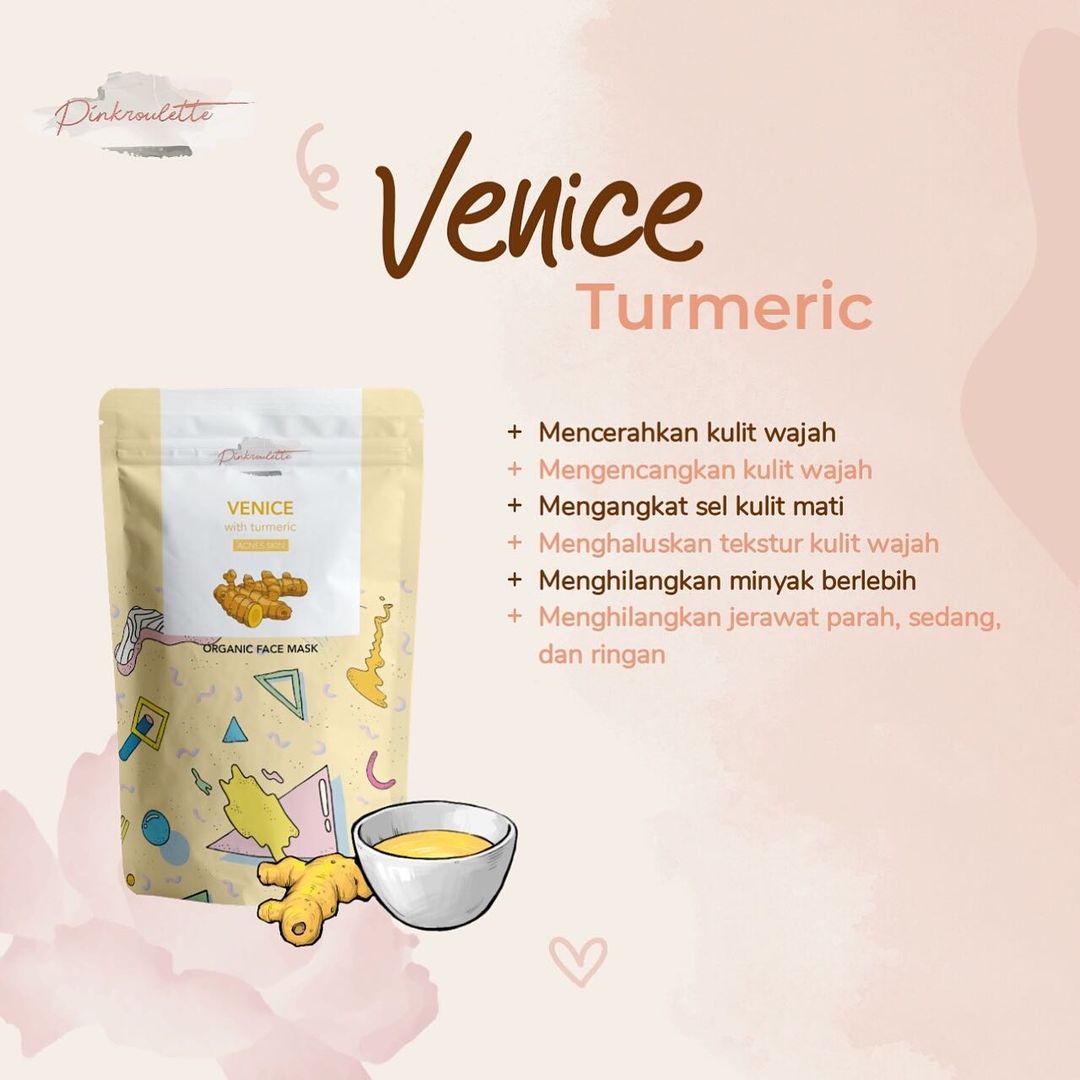 Pinkroulette
Venice
Turmeric
+ Mencerahkan kulit wajah
+ Mengencangkan kulit wajah
+ Mengangkat sel kulit mati
+ Menghaluskan tekstur kulit wajah
+ Menghilangkan minyak berlebih
+ Menghilangkan jerawat parah, sedang,
dan ringan
Pinkroulette
VENICE
with turmeric
ACNES SKIN
ORGANIC FACE MASK